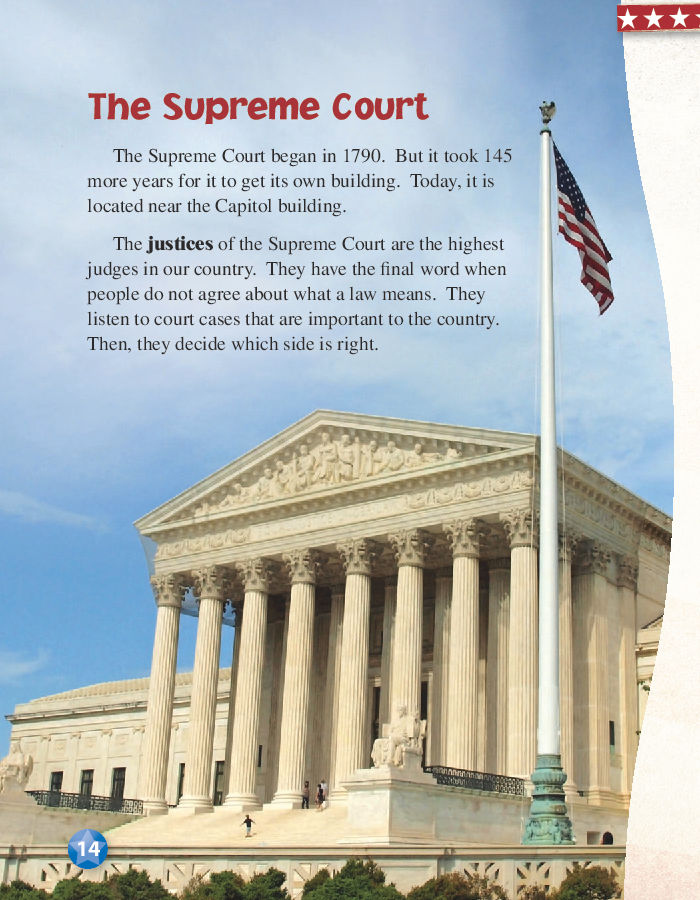 The Supreme Court
The Supreme Court began in 1790. But it took 145
more years for it to get its own building. Today, it is
located near the Capitol building.
The justices of the Supreme Court are the highest
judges in our country. They have the final word when
people do not agree about what a law means. They
listen to court cases that are important to the country.
Then, they decide which side is right.
14